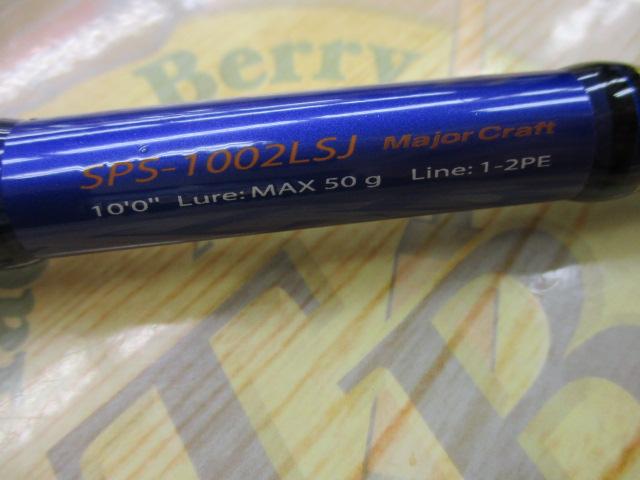 Berry
SPS-1002LSJ Major Craft
10'0" Lure: MAX 50 g Line: 1-2PE